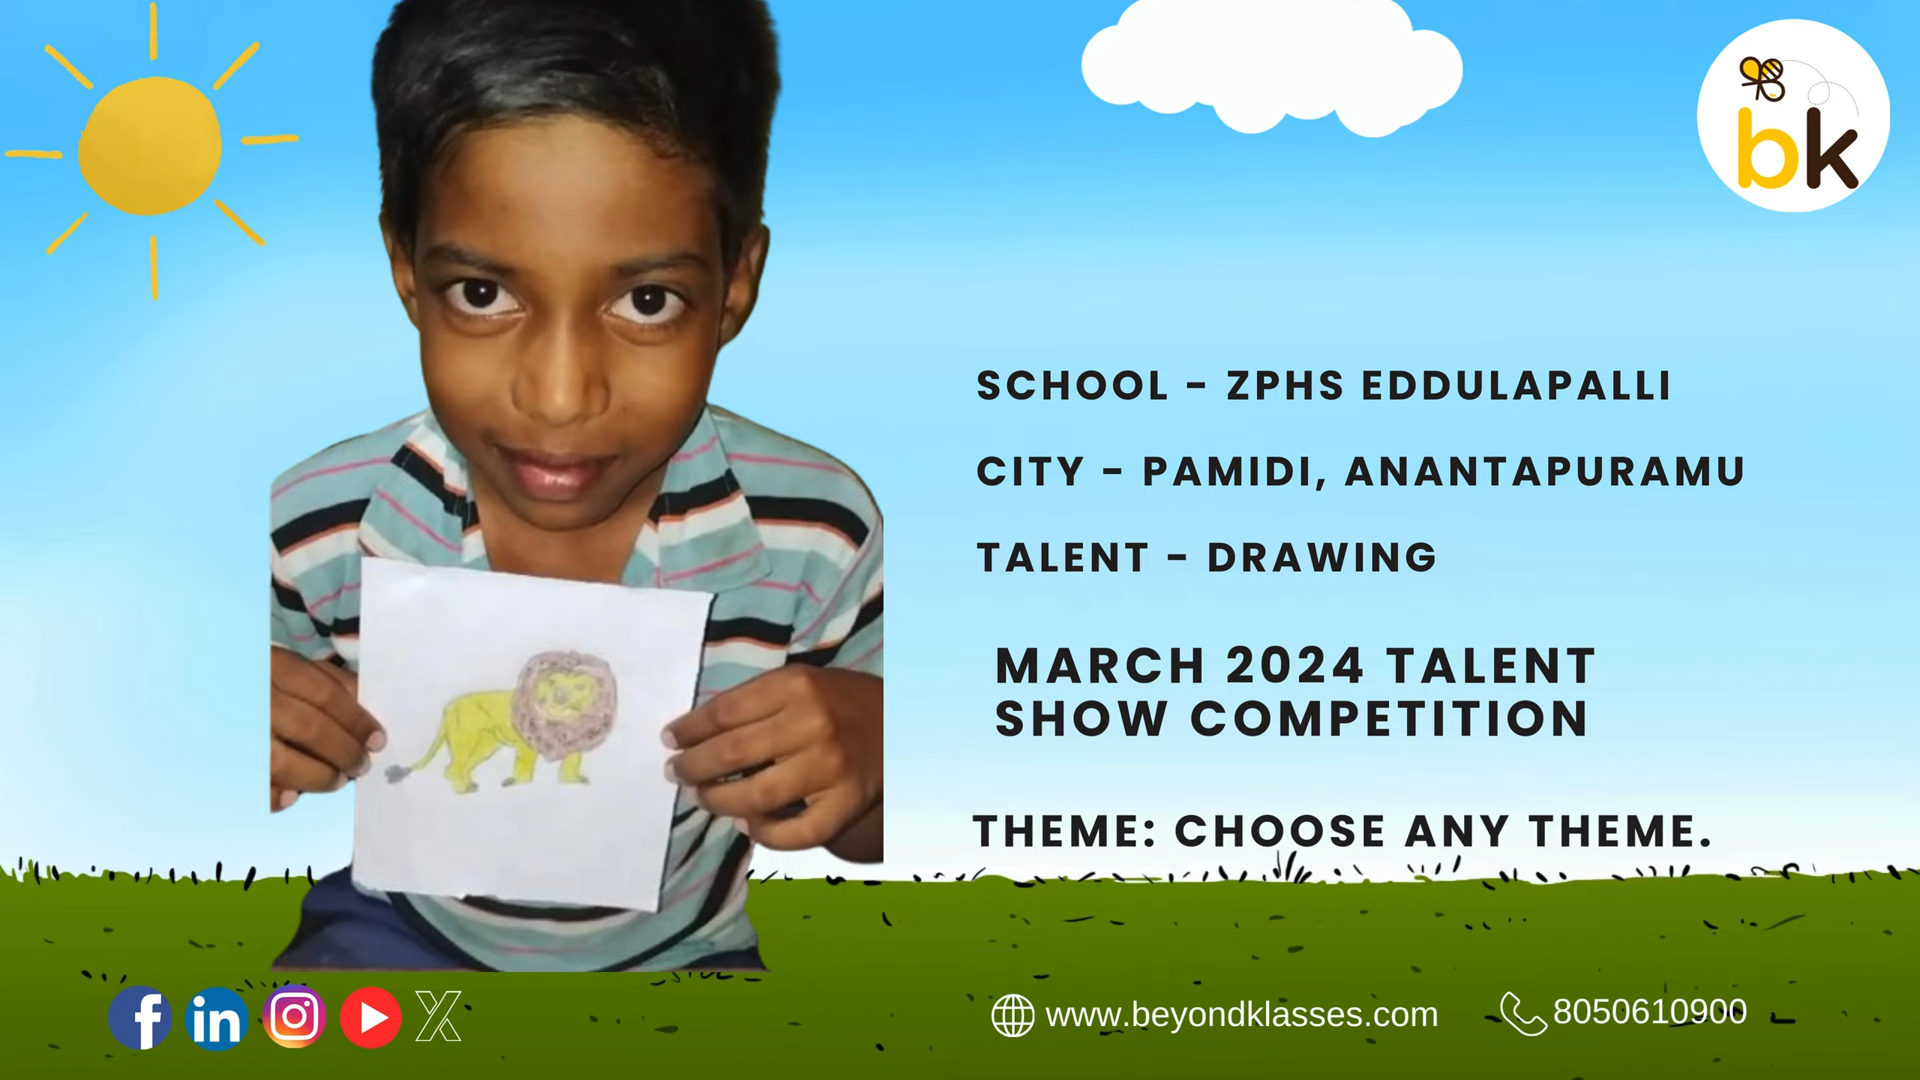 bk
SCHOOL - ZPHS EDDULAPALLI
CITY - PAMIDI, ANANTAPURAMU
TALENT - DRAWING
MARCH 2024 TALENT
SHOW COMPETITION
THEME: CHOOSE ANY THEME.
www.beyondklasses.com
8050610900